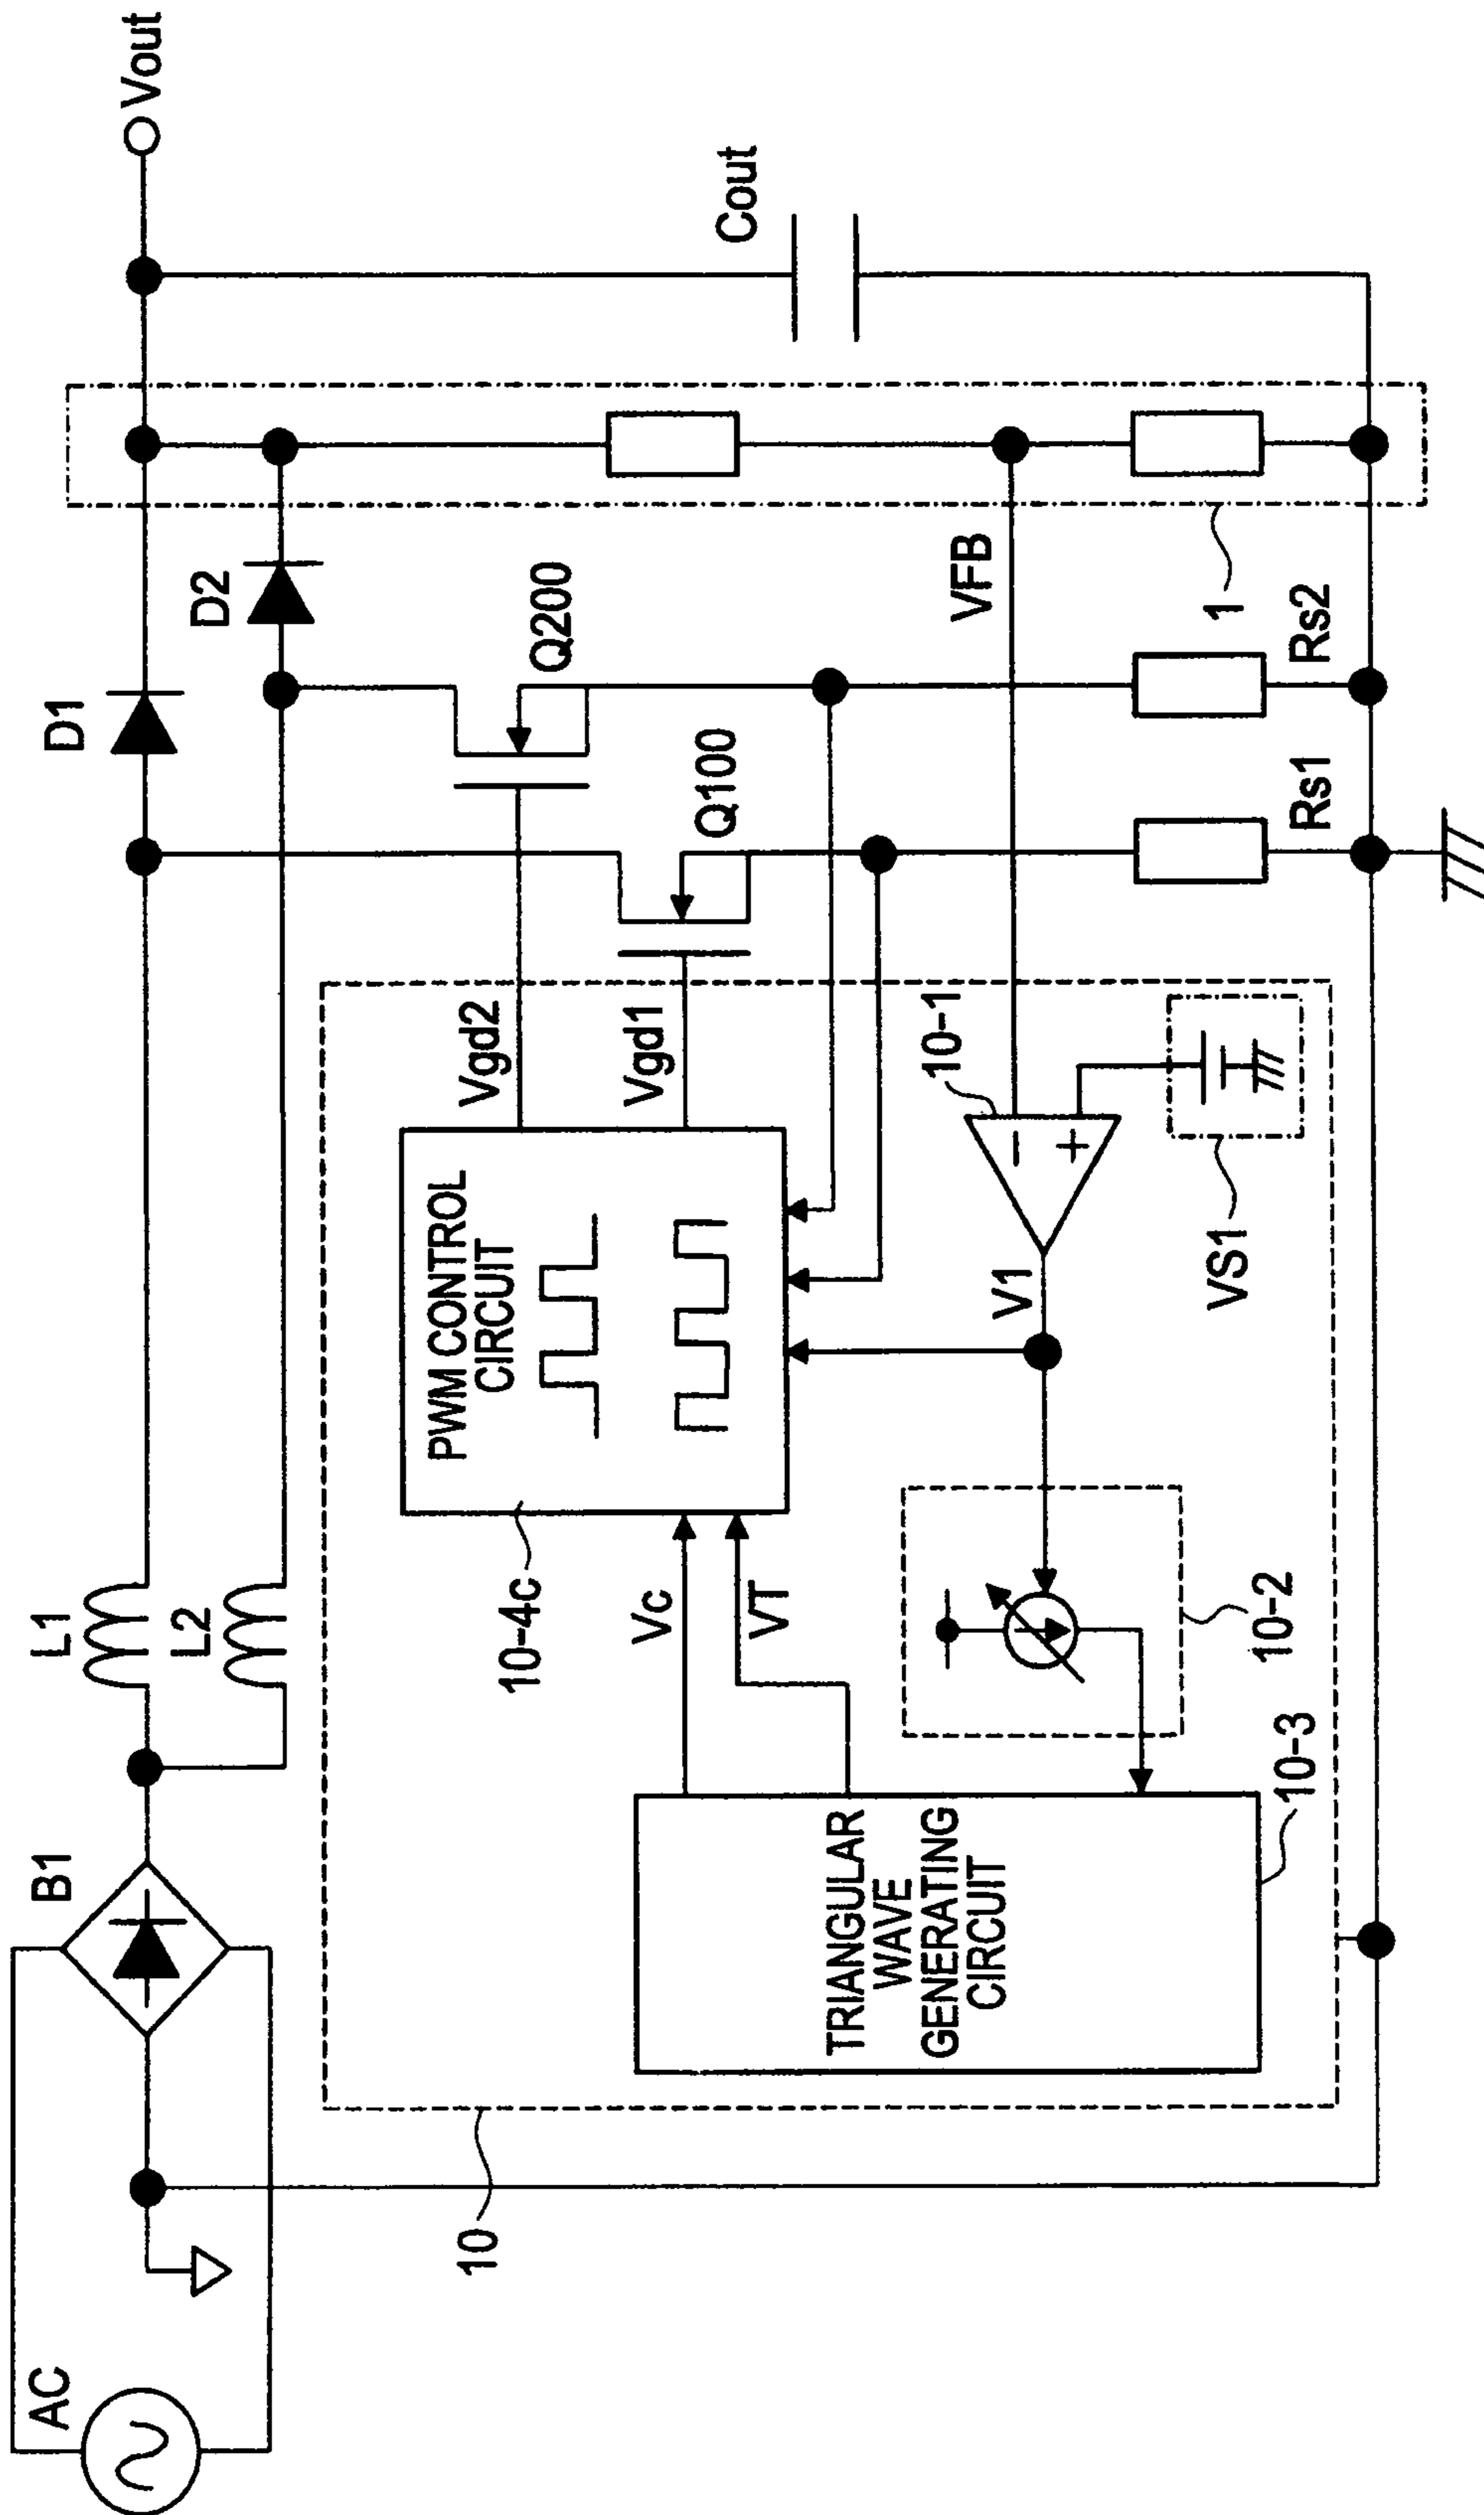 AC
B1
L1
L2
D1
D2
Vout
Cout
Q200
Q100
Vgd2
Vgd1
PWM CONTROL
CIRCUIT
10-4c
Vc
VT
TRIANGULAR
WAVE
GENERATING
CIRCUIT
10-3
10-2
V1
10-1
VS1
VFB
Rs1
Rs2
1
10